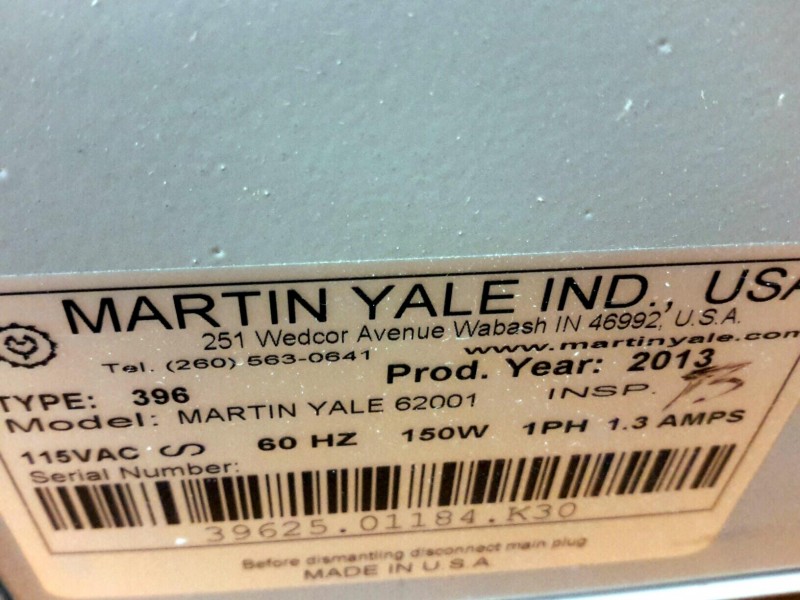 MARTIN YALE IND., USA
251 Wedcor Avenue Wabash IN 46992, U.S.A.
Tel. (260) 563-0641 www.martinyale.com
Prod. Year: 2013
TYPE: 396 INSP.
Model: MARTIN YALE 62001
115VAC 60 HZ 150W 1PH 1.3 AMPS
Serial Number:
39625.01184.K30
Before dismantling disconnect main plug
MADE IN U.S.A.